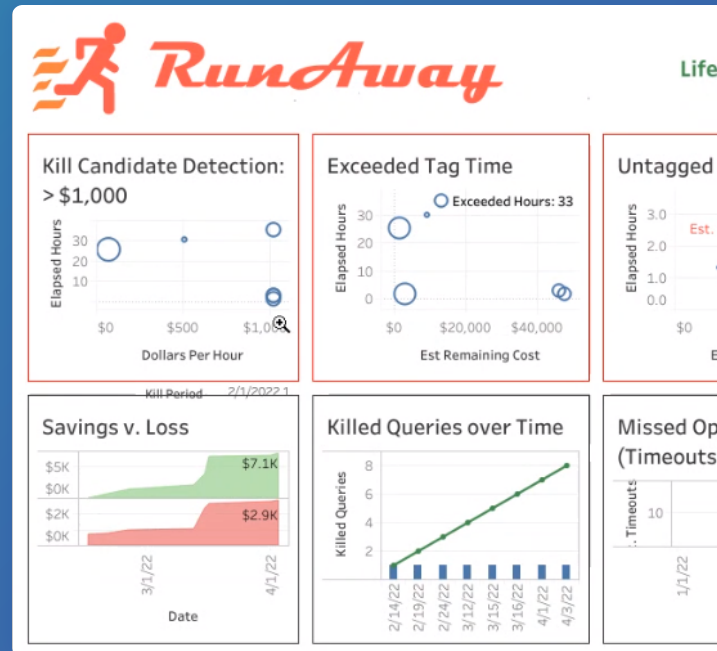 RunAway
Life
Kill Candidate Detection:
> $1,000
Elapsed Hours
30
20
10
$0
$500
Dollars Per Hour
Exceeded Tag Time
Exceeded Hours: 33
Elapsed Hours
30
20
10
0
$0
$20,000
$40,000
Est Remaining Cost
Untagged
Elapsed Hours
3.0
2.0
1.0
0.0
Est.
$0
E
Kill Period
2/1/2022 1
Savings v. Loss
$5K
$0K
$7.1K
$2K
$0K
$2.9K
3/1/22
4/1/22
Date
Killed Queries over Time
Killed Queries
8
6
4
2
2/14/22
2/19/22
2/24/22
3/12/22
3/15/22
3/16/22
4/1/22
4/3/22
Missed Op
(Timeouts
.. Timeouts
10
1/1/22